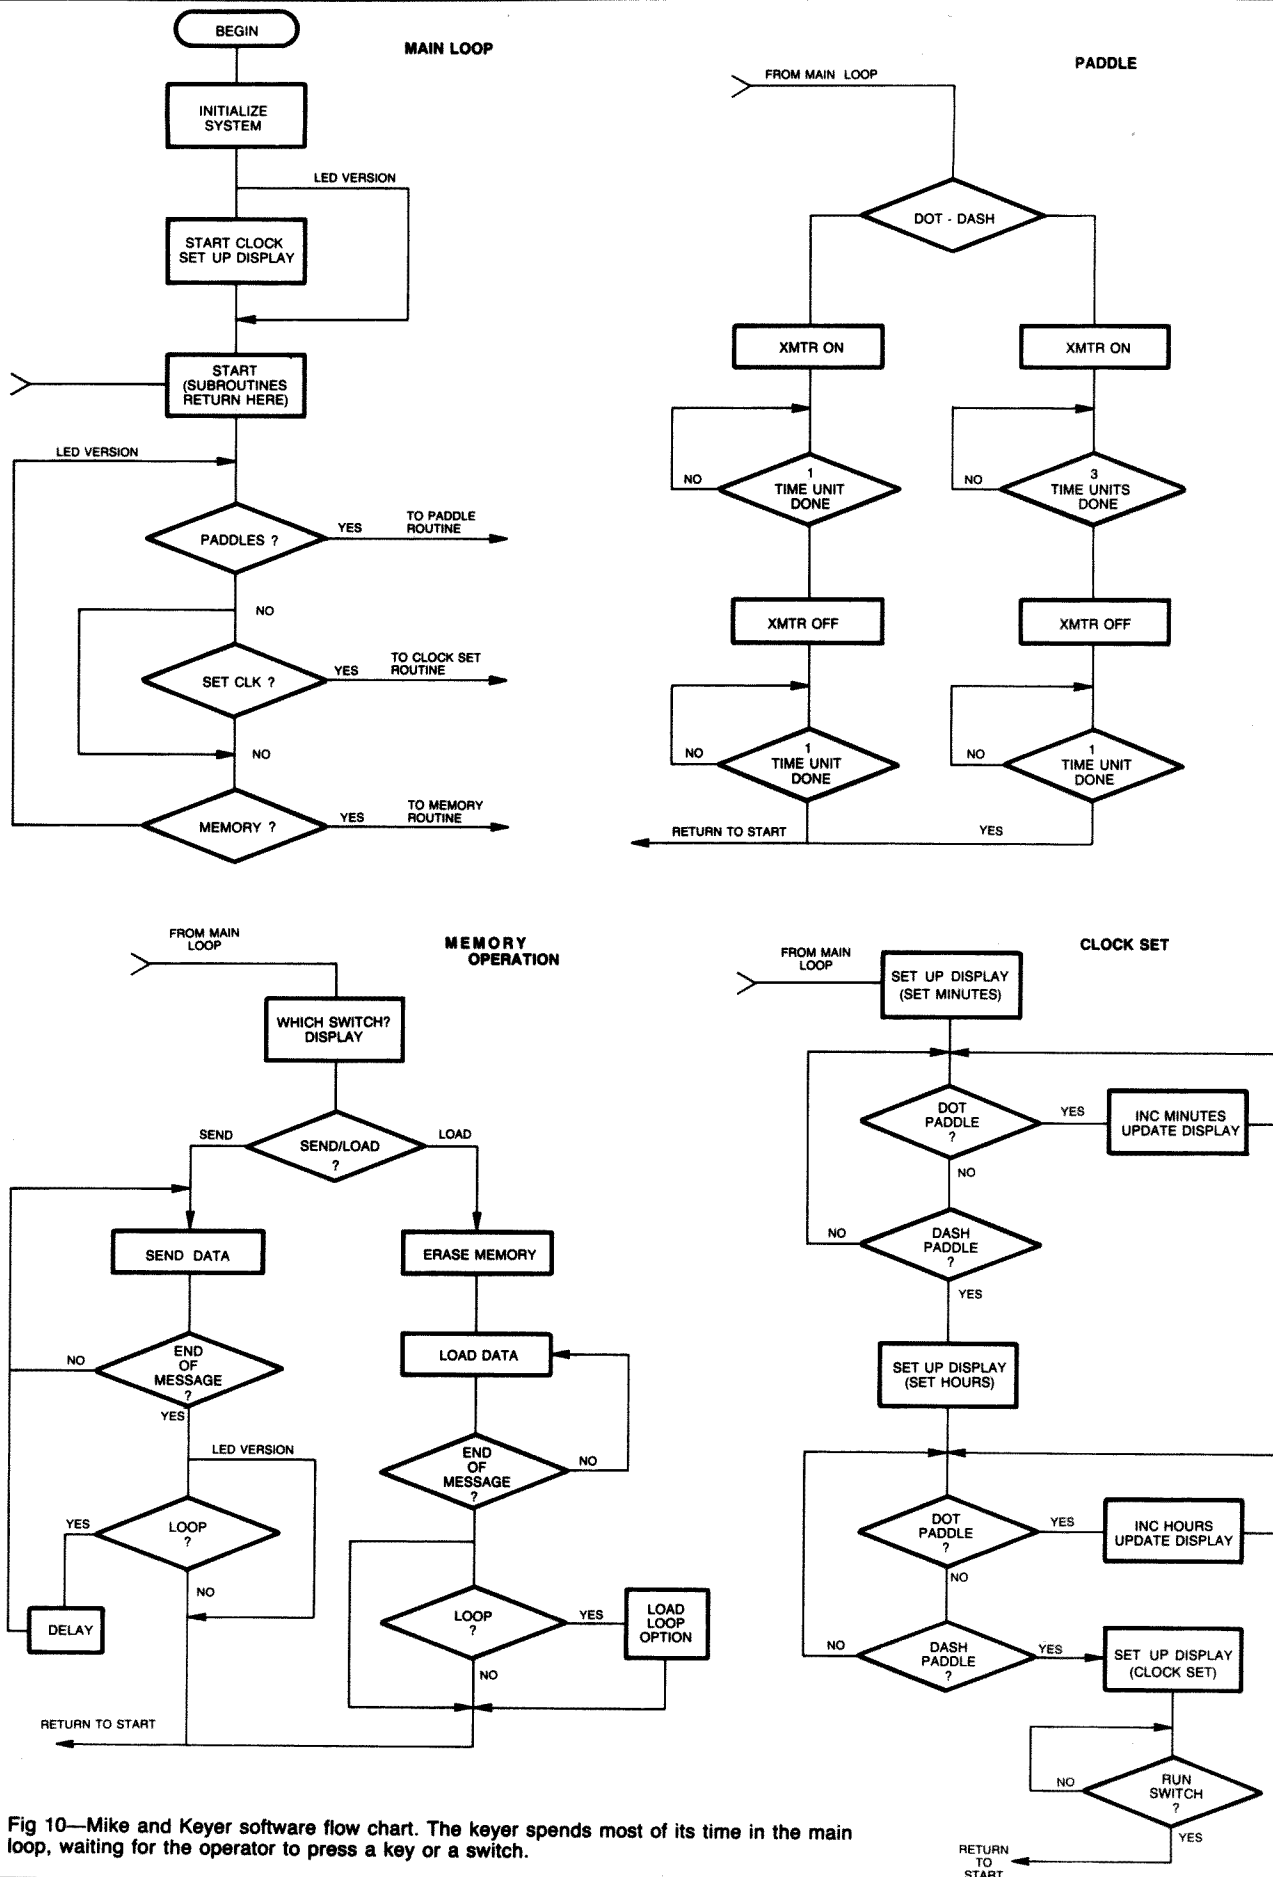 MAIN LOOP
BEGIN
INITIALIZE
SYSTEM
LED VERSION
START CLOCK
SET UP DISPLAY
START
(SUBROUTINES
RETURN HERE)
LED VERSION
PADDLES ?
YES
TO PADDLE
ROUTINE
NO
SET CLK ?
YES
TO CLOCK SET
ROUTINE
NO
MEMORY ?
YES
TO MEMORY
ROUTINE
PADDLE
FROM MAIN LOOP
DOT - DASH
XMTR ON
XMTR ON
NO
1
TIME UNIT
DONE
NO
3
TIME UNITS
DONE
XMTR OFF
XMTR OFF
NO
1
TIME UNIT
DONE
NO
1
TIME UNIT
DONE
RETURN TO START
YES
MEMORY
OPERATION
FROM MAIN
LOOP
WHICH SWITCH?
DISPLAY
SEND
SEND/LOAD
?
LOAD
SEND DATA
ERASE MEMORY
NO
END
OF
MESSAGE
?
YES
LOAD DATA
LED VERSION
END
OF
MESSAGE
?
NO
YES
LOOP
?
NO
DELAY
LOOP
?
YES
LOAD
LOOP
OPTION
NO
RETURN TO START
CLOCK SET
FROM MAIN
LOOP
SET UP DISPLAY
(SET MINUTES)
DOT
PADDLE
?
YES
INC MINUTES
UPDATE DISPLAY
NO
NO
DASH
PADDLE
?
YES
SET UP DISPLAY
(SET HOURS)
DOT
PADDLE
?
YES
INC HOURS
UPDATE DISPLAY
NO
NO
DASH
PADDLE
?
YES
SET UP DISPLAY
(CLOCK SET)
NO
RUN
SWITCH
?
YES
RETURN
TO
START
Fig 10—Mike and Keyer software flow chart. The keyer spends most of its time in the main
loop, waiting for the operator to press a key or a switch.